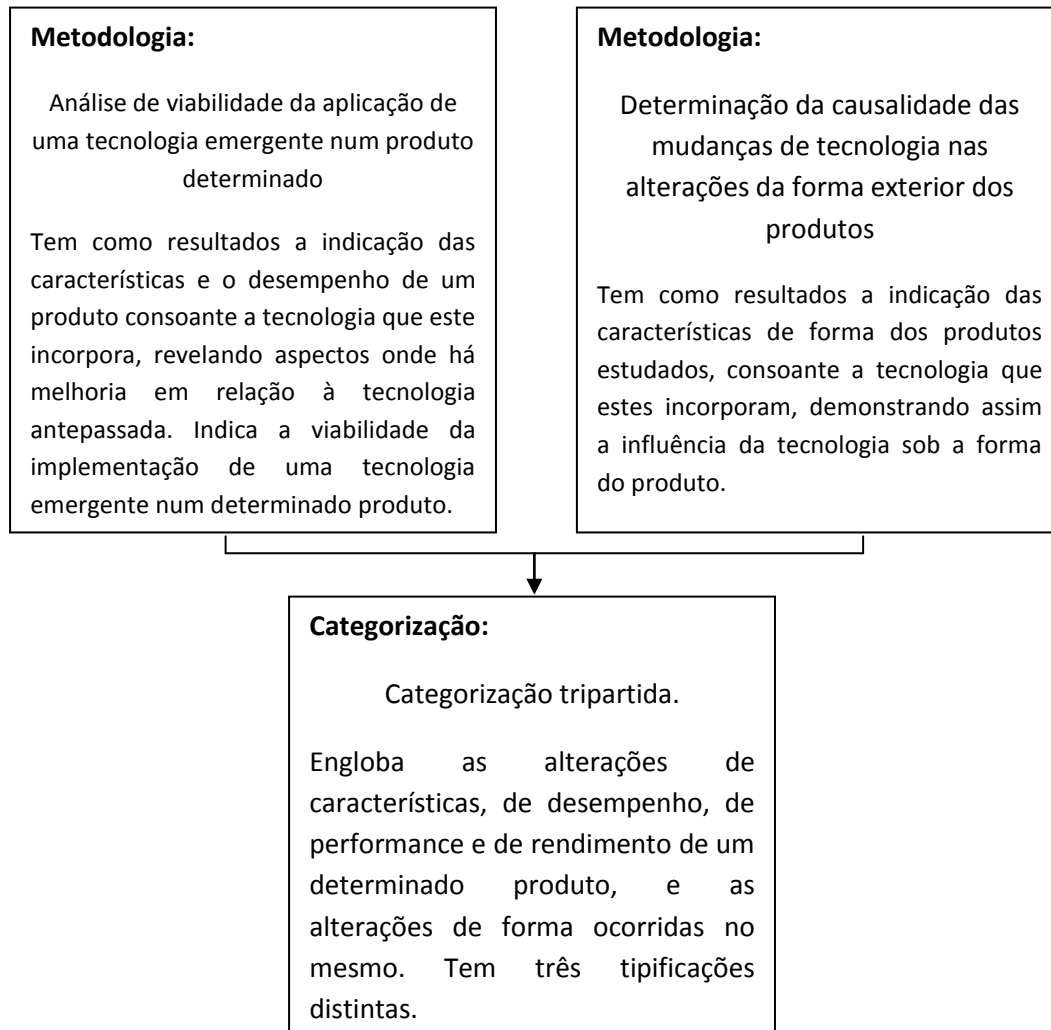 Metodologia:
Análise de viabilidade da aplicação de
uma tecnologia emergente num produto
determinado
Tem como resultados a indicação das
características e o desempenho de um
produto consoante a tecnologia que este
incorpora, revelando aspectos onde há
melhoria em relação à tecnologia
antepassada. Indica a viabilidade da
implementação de uma tecnologia
emergente num determinado produto.
Metodologia:
Determinação da causalidade das
mudanças de tecnologia nas
alterações da forma exterior dos
produtos
Tem como resultados a indicação das
características de forma dos produtos
estudados, consoante a tecnologia que
estes incorporam, demonstrando assim
a influência da tecnologia sob a forma
do produto.
Categorização:
Categorização tripartida.
Engloba as alterações de
características, de desempenho, de
performance e de rendimento de um
determinado produto, e as
alterações de forma ocorridas no
mesmo. Tem três tipificações
distintas.